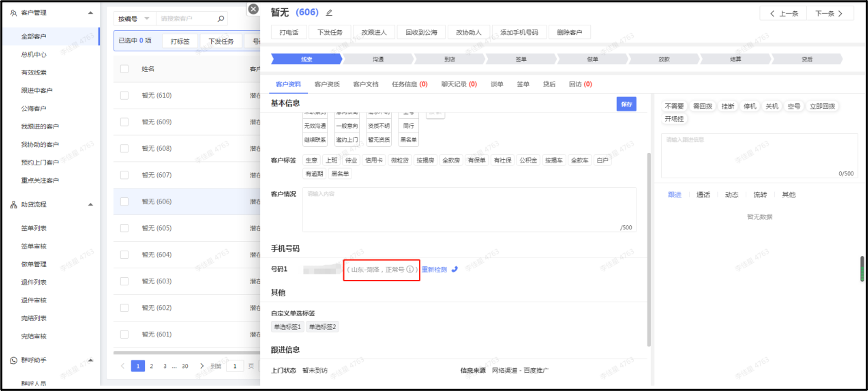 客户管理
全部客户
总机中心
有效线索
跟进中客户
公海客户
我跟进的客户
我协助的客户
预约上门客户
重点关注客户
助贷流程
签单列表
签单审核
做单管理
退件列表
退件审核
完结列表
完结审核
群呼助手
群呼人员
按编号
请搜索客户
已选中 0 项
打标签
下发任务
姓名
暂无 (610)
暂无 (609)
暂无 (608)
暂无 (607)
暂无 (606)
暂无 (605)
暂无 (604)
暂无 (603)
暂无 (602)
暂无 (601)
1 2 3 ... 30
到第 1 页
暂无 (606)
上一条 下一条
打电话 下发任务 改跟进人 回收到公海 改协助人 添加手机号码 删除客户
线索 沟通 到访 签单 做单 放款 结算
客户资料 客户资质 客户文档 任务信息 (0) 聊天记录 (0) 签单 贷后 回访 (0)
基本信息
保存
无效沟通 一般意向 资质不明 同行
继续联系 邀约上门 暂无资质 黑名单
客户标签 生意 上班 待业 信用卡 微粒贷 按揭房 全款房 有保单 有社保 公积金 按揭车 全款车 白户
有逾期 黑名单
客户情况
请输入内容
/500
手机号码
号码1
( 山东·菏泽，正常号 )
重新检测
其他
自定义单选标签
单选标签1 单选标签2
跟进信息
上门状态 暂未到访
信息来源 网络渠道 - 百度推广
不需要 需回拨 挂断 停机 关机 空号 立即回拨
开场挂
请输入跟进信息
0/500
跟进 通话 动态 流转 其他
暂无数据